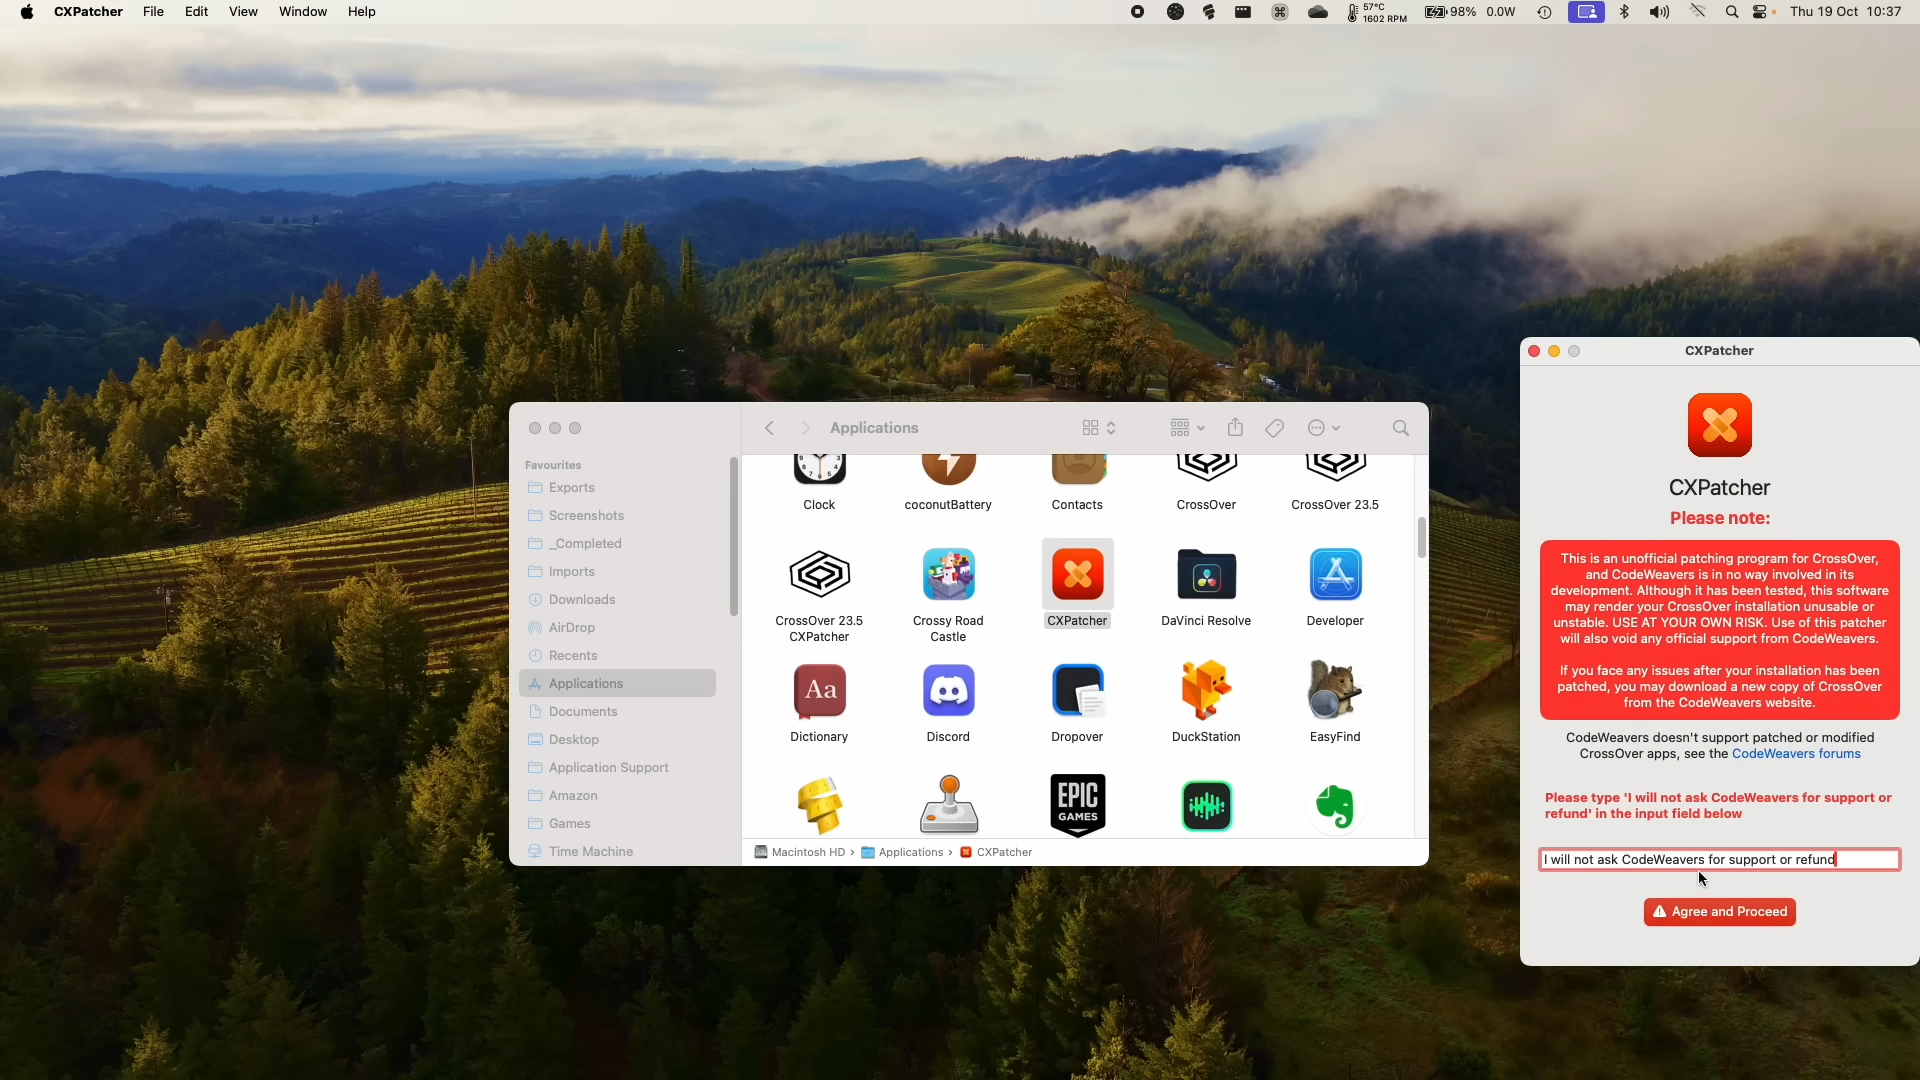 CXPatcher File Edit View Window Help
57°C
1602 RPM
98% 0.0W
Thu 19 Oct 10:37
Applications
Favourites
Exports
Screenshots
_Completed
Imports
Downloads
AirDrop
Recents
Applications
Documents
Desktop
Application Support
Amazon
Games
Time Machine
Clock
coconutBattery
Contacts
CrossOver
CrossOver 23.5
CrossOver 23.5
CXPatcher
Crossy Road
Castle
CXPatcher
DaVinci Resolve
Developer
Aa
Dictionary
Discord
Dropover
DuckStation
EasyFind
EPIC
GAMES
Macintosh HD › Applications › CXPatcher
CXPatcher
CXPatcher
Please note:
This is an unofficial patching program for CrossOver,
and CodeWeavers is in no way involved in its
development. Although it has been tested, this software
may render your CrossOver installation unusable or
unstable. USE AT YOUR OWN RISK. Use of this patcher
will also void any official support from CodeWeavers.
If you face any issues after your installation has been
patched, you may download a new copy of CrossOver
from the CodeWeavers website.
CodeWeavers doesn't support patched or modified
CrossOver apps, see the CodeWeavers forums
Please type 'I will not ask CodeWeavers for support or
refund' in the input field below
I will not ask CodeWeavers for support or refund
Agree and Proceed